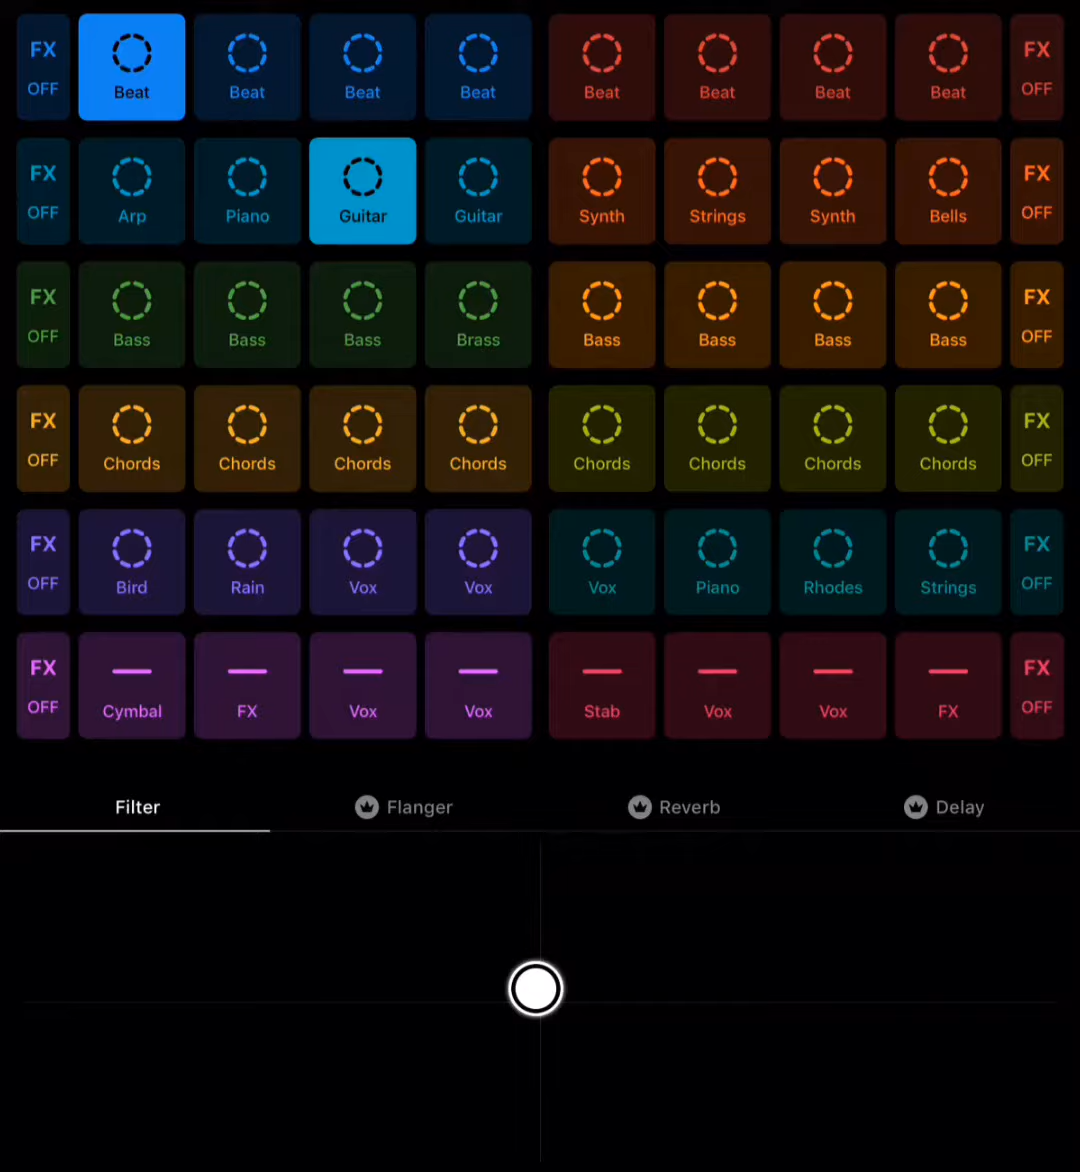 FX Beat Beat Beat Beat Beat Beat Beat Beat FX
OFF OFF
FX Arp Piano Guitar Guitar Synth Strings Synth Bells FX
OFF OFF
FX Bass Bass Bass Brass Bass Bass Bass Bass FX
OFF OFF
FX Chords Chords Chords Chords Chords Chords Chords Chords FX
OFF OFF
FX Bird Rain Vox Vox Vox Piano Rhodes Strings FX
OFF OFF
FX Cymbal FX Vox Vox Stab Vox Vox FX FX
OFF OFF
Filter Flanger Reverb Delay